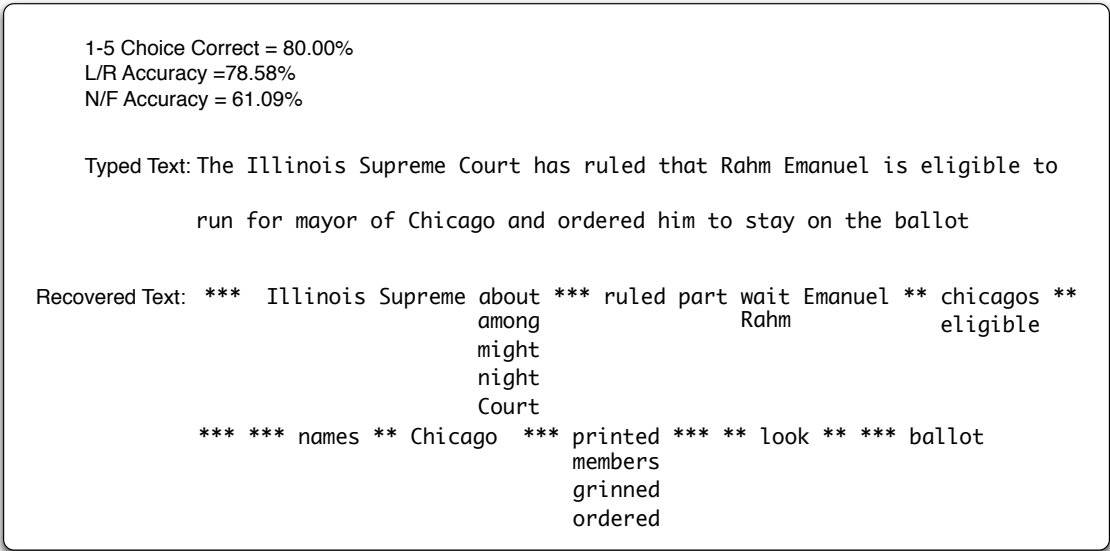 1-5 Choice Correct = 80.00%
L/R Accuracy =78.58%
N/F Accuracy = 61.09%
Typed Text: The Illinois Supreme Court has ruled that Rahm Emanuel is eligible to
run for mayor of Chicago and ordered him to stay on the ballot
Recovered Text: *** Illinois Supreme about *** ruled part wait Emanuel ** chicagos **
among Rahm eligible
might
night
Court
*** *** names ** Chicago *** printed *** ** look ** *** ballot
members
grinned
ordered